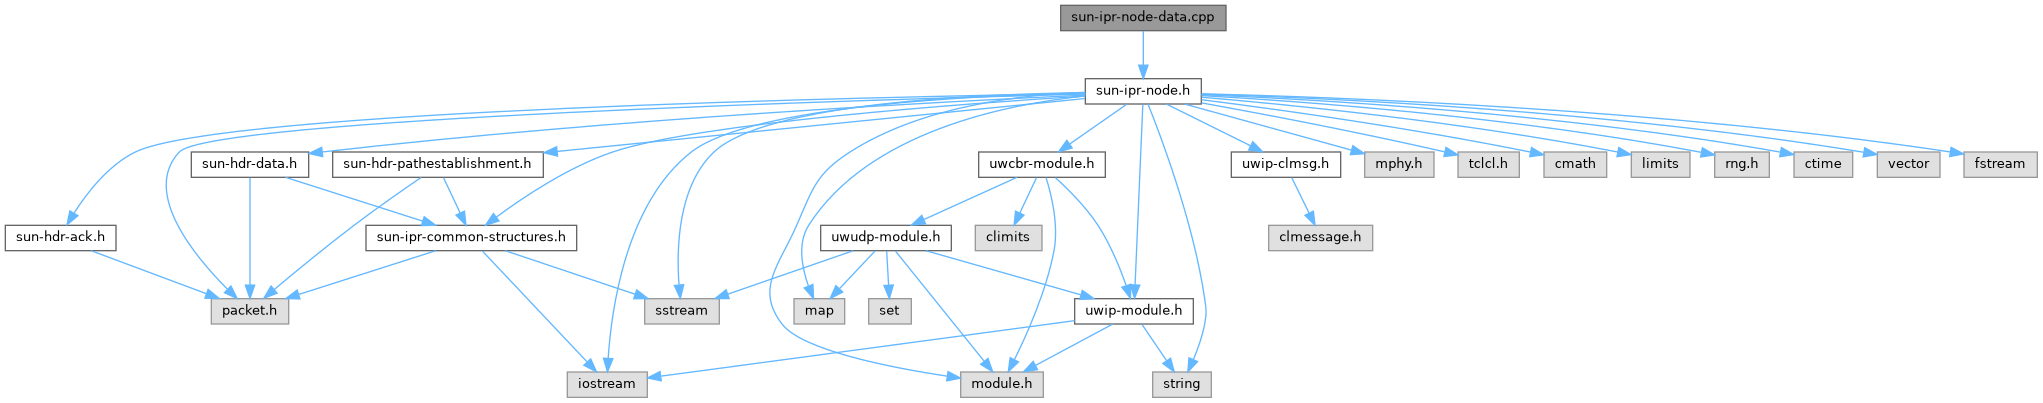 sun-ipr-node-data.cpp
sun-ipr-node.h
sun-hdr-data.h
sun-hdr-pathestablishment.h
uwcbr-module.h
uwip-clmsg.h
mphy.h
tclcl.h
cmath
limits
rng.h
ctime
vector
fstream
sun-hdr-ack.h
sun-ipr-common-structures.h
uwudp-module.h
climits
clmessage.h
packet.h
sstream
map
set
uwip-module.h
iostream
module.h
string